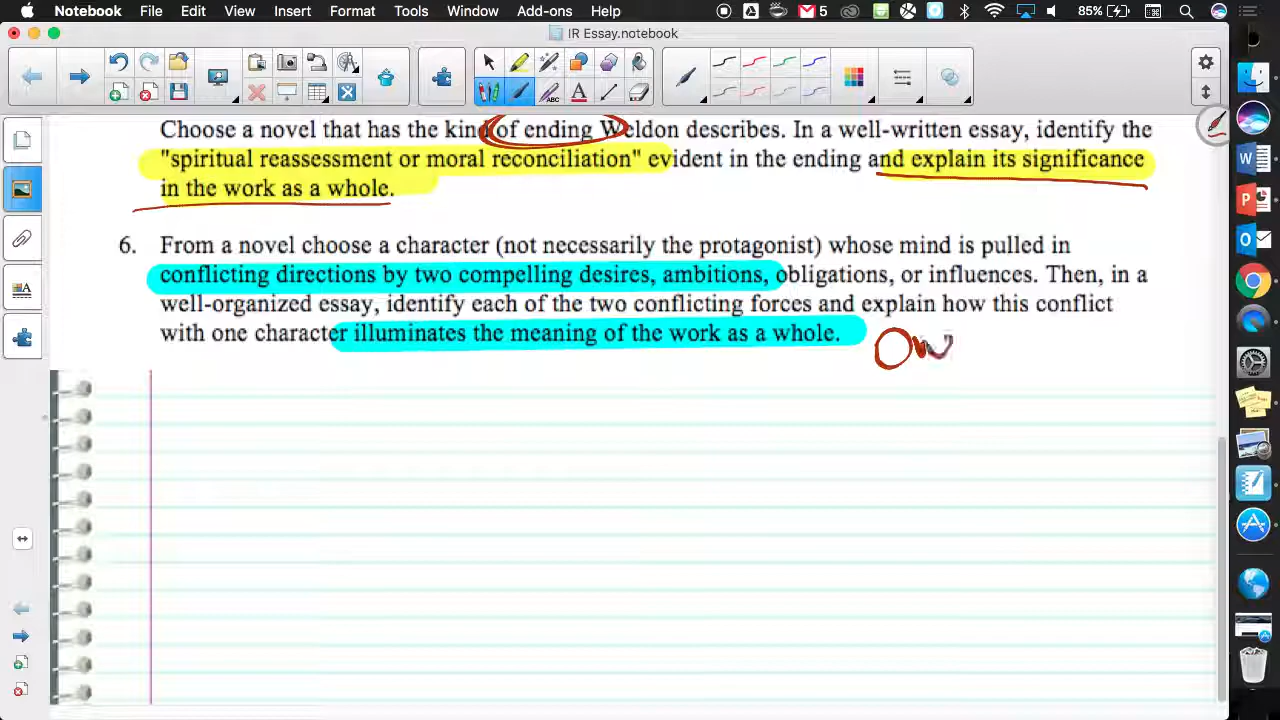 Notebook File Edit View Insert Format Tools Window Add-ons Help 5 85%
IR Essay.notebook
Choose a novel that has the kind of ending Weldon describes. In a well-written essay, identify the
"spiritual reassessment or moral reconciliation" evident in the ending and explain its significance
in the work as a whole.
6. From a novel choose a character (not necessarily the protagonist) whose mind is pulled in
conflicting directions by two compelling desires, ambitions, obligations, or influences. Then, in a
well-organized essay, identify each of the two conflicting forces and explain how this conflict
with one character illuminates the meaning of the work as a whole.